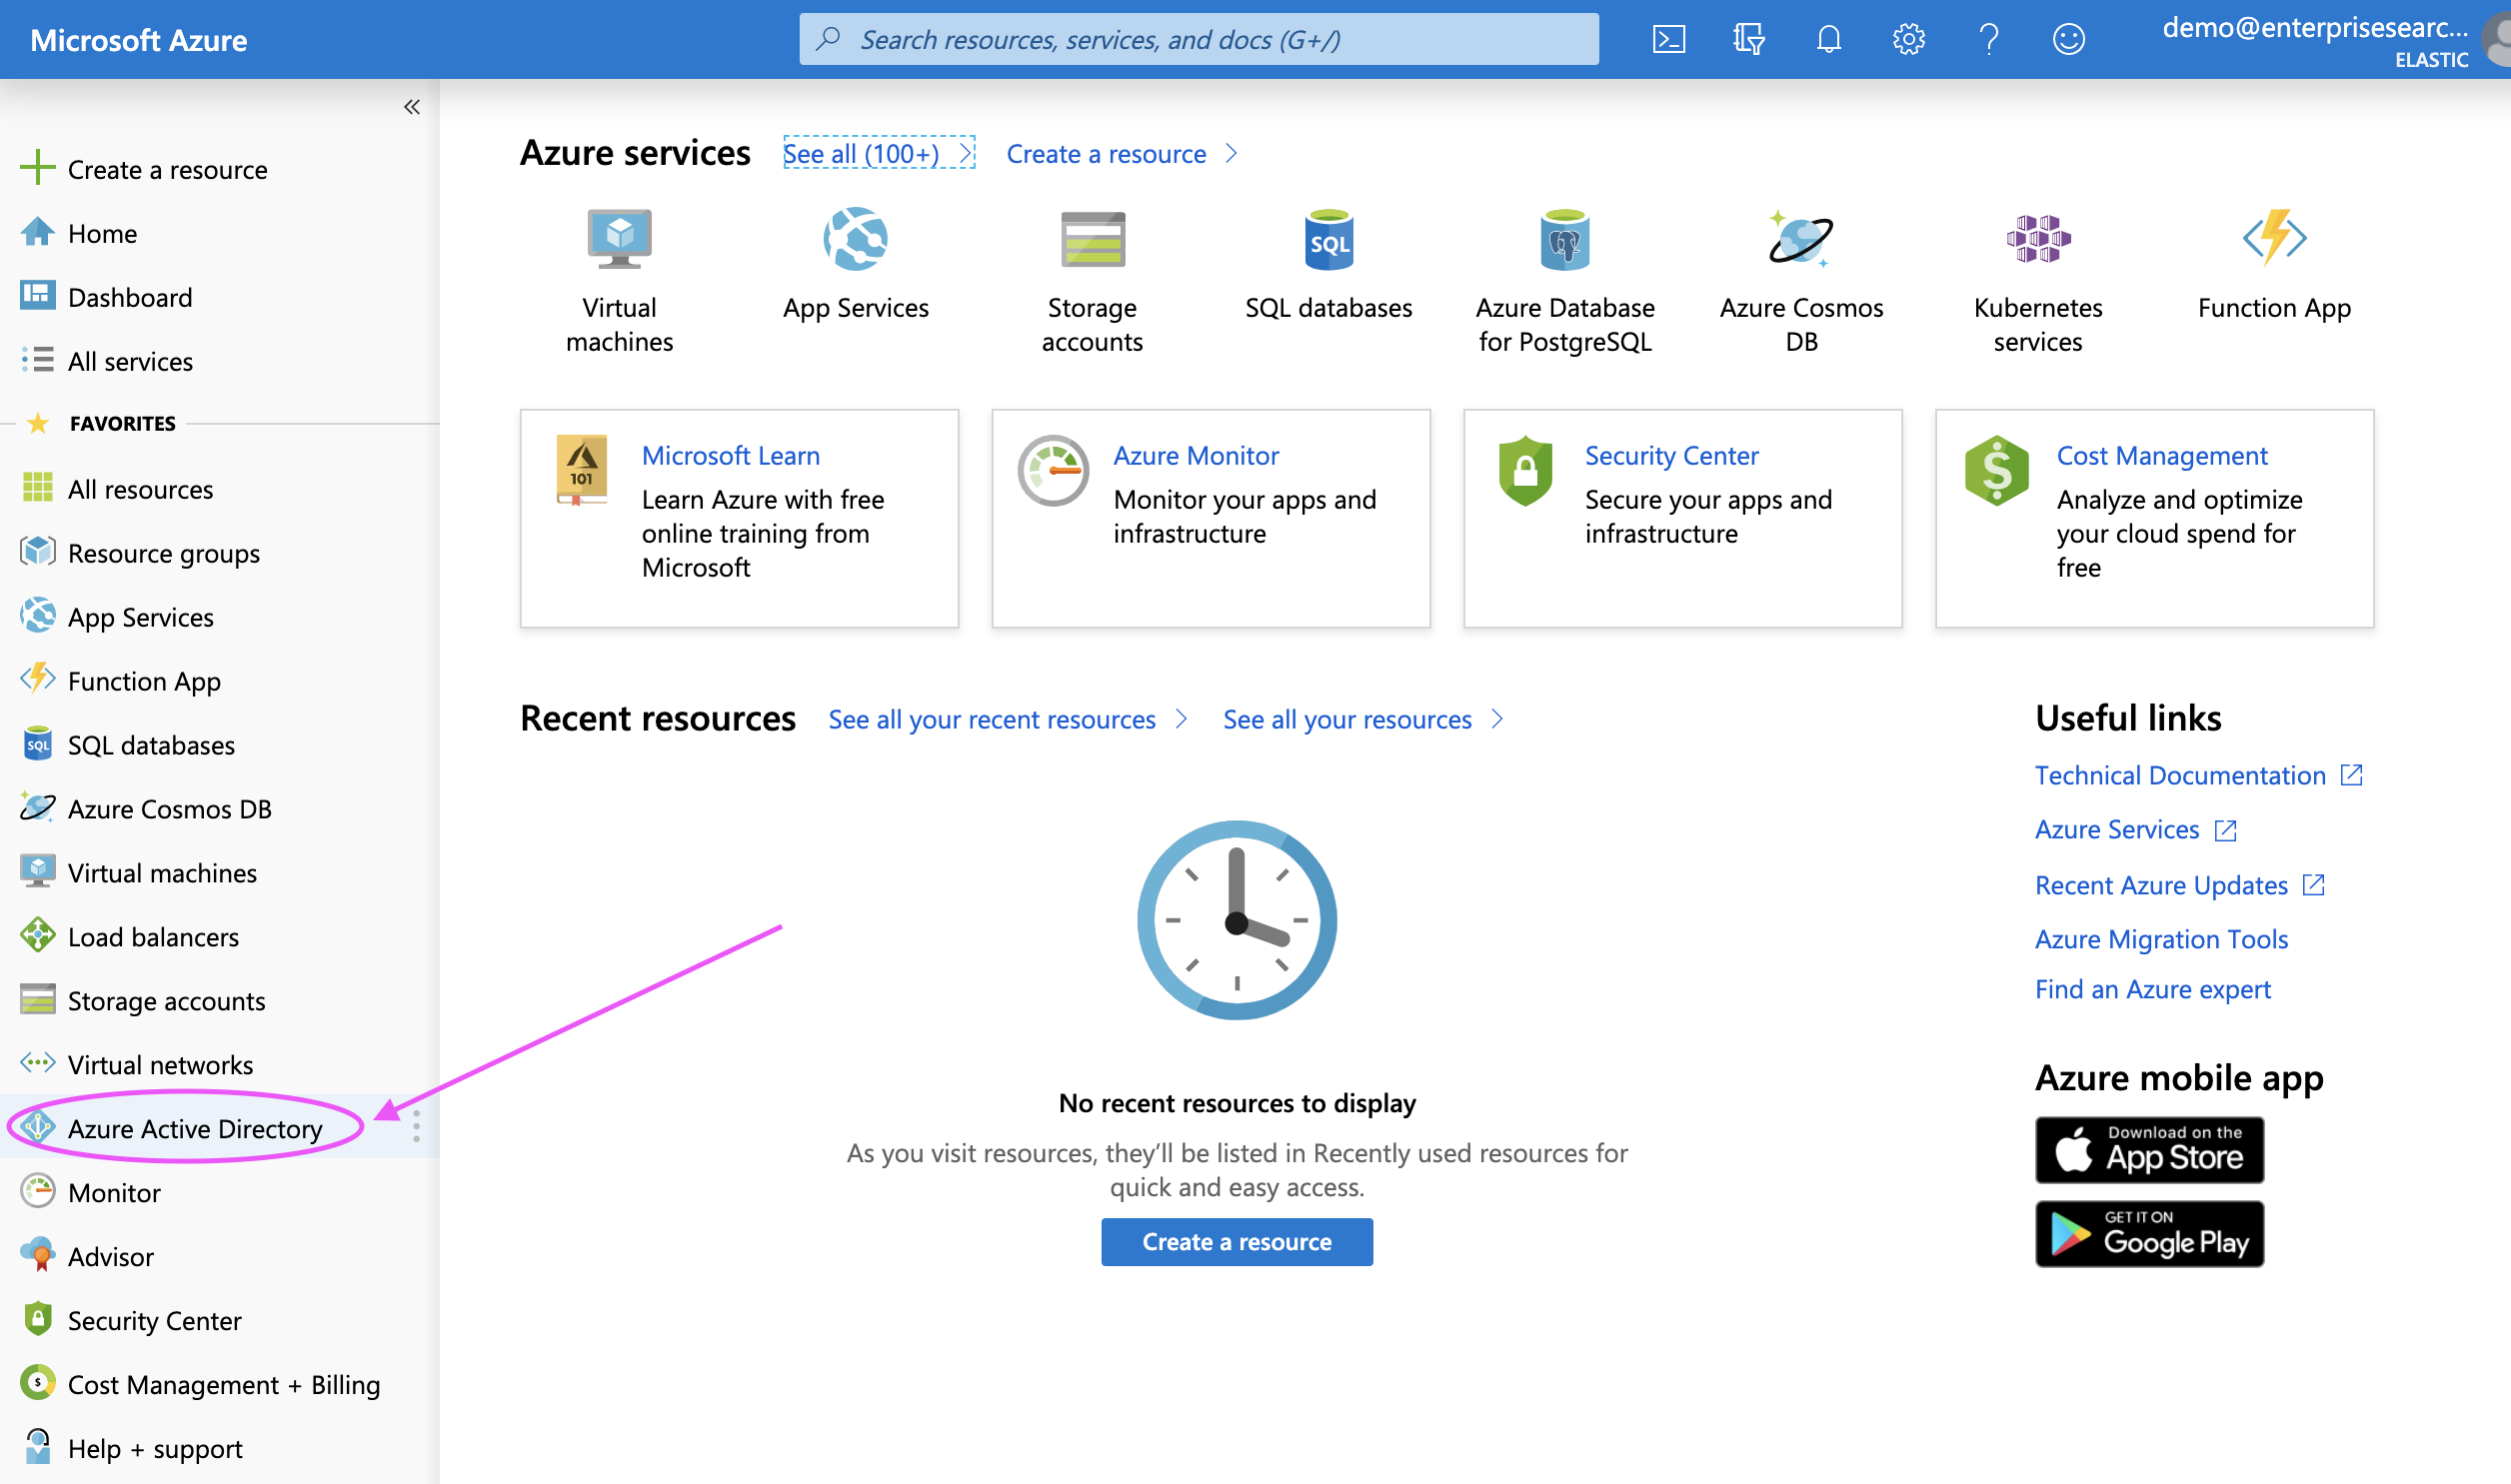 Microsoft Azure
Search resources, services, and docs (G+/)
demo@enterprisesearc...
ELASTIC
Create a resource
Home
Dashboard
All services
FAVORITES
All resources
Resource groups
App Services
Function App
SQL databases
SQL
Azure Cosmos DB
Virtual machines
Load balancers
Storage accounts
Virtual networks
Azure Active Directory
Monitor
Advisor
Security Center
Cost Management + Billing
Help + support
Azure services
See all (100+)
Create a resource
SQL
Virtual
machines
App Services
Storage
accounts
SQL databases
Azure Database
for PostgreSQL
Azure Cosmos
DB
Kubernetes
services
Function App
101
Microsoft Learn
Learn Azure with free
online training from
Microsoft
Azure Monitor
Monitor your apps and
infrastructure
Security Center
Secure your apps and
infrastructure
Cost Management
Analyze and optimize
your cloud spend for
free
Recent resources
See all your recent resources
See all your resources
No recent resources to display
As you visit resources, they'll be listed in Recently used resources for
quick and easy access.
Create a resource
Useful links
Technical Documentation
Azure Services
Recent Azure Updates
Azure Migration Tools
Find an Azure expert
Azure mobile app
Download on the
App Store
GET IT ON
Google Play